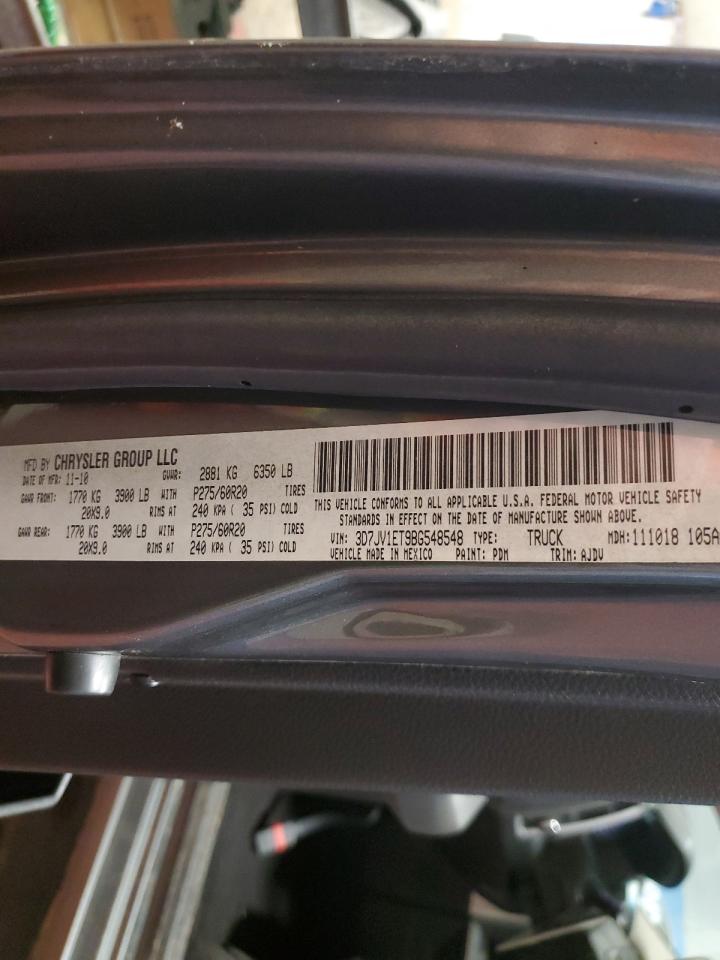 MFD BY CHRYSLER GROUP LLC
DATE OF MFR: 11-10 GVWR: 2881 KG 6350 LB
GAWR FRONT: 1770 KG 3900 LB WITH P275/60R20 TIRES
20X9.0 RIMS AT 240 KPA ( 35 PSI) COLD
GAWR REAR: 1770 KG 3900 LB WITH P275/60R20 TIRES
20X9.0 RIMS AT 240 KPA ( 35 PSI) COLD
THIS VEHICLE CONFORMS TO ALL APPLICABLE U.S.A. FEDERAL MOTOR VEHICLE SAFETY
STANDARDS IN EFFECT ON THE DATE OF MANUFACTURE SHOWN ABOVE.
VIN: 3D7JV1ET9BG548548 TYPE: TRUCK MDH:111018 105A
VEHICLE MADE IN MEXICO PAINT: PDM TRIM: AJDV